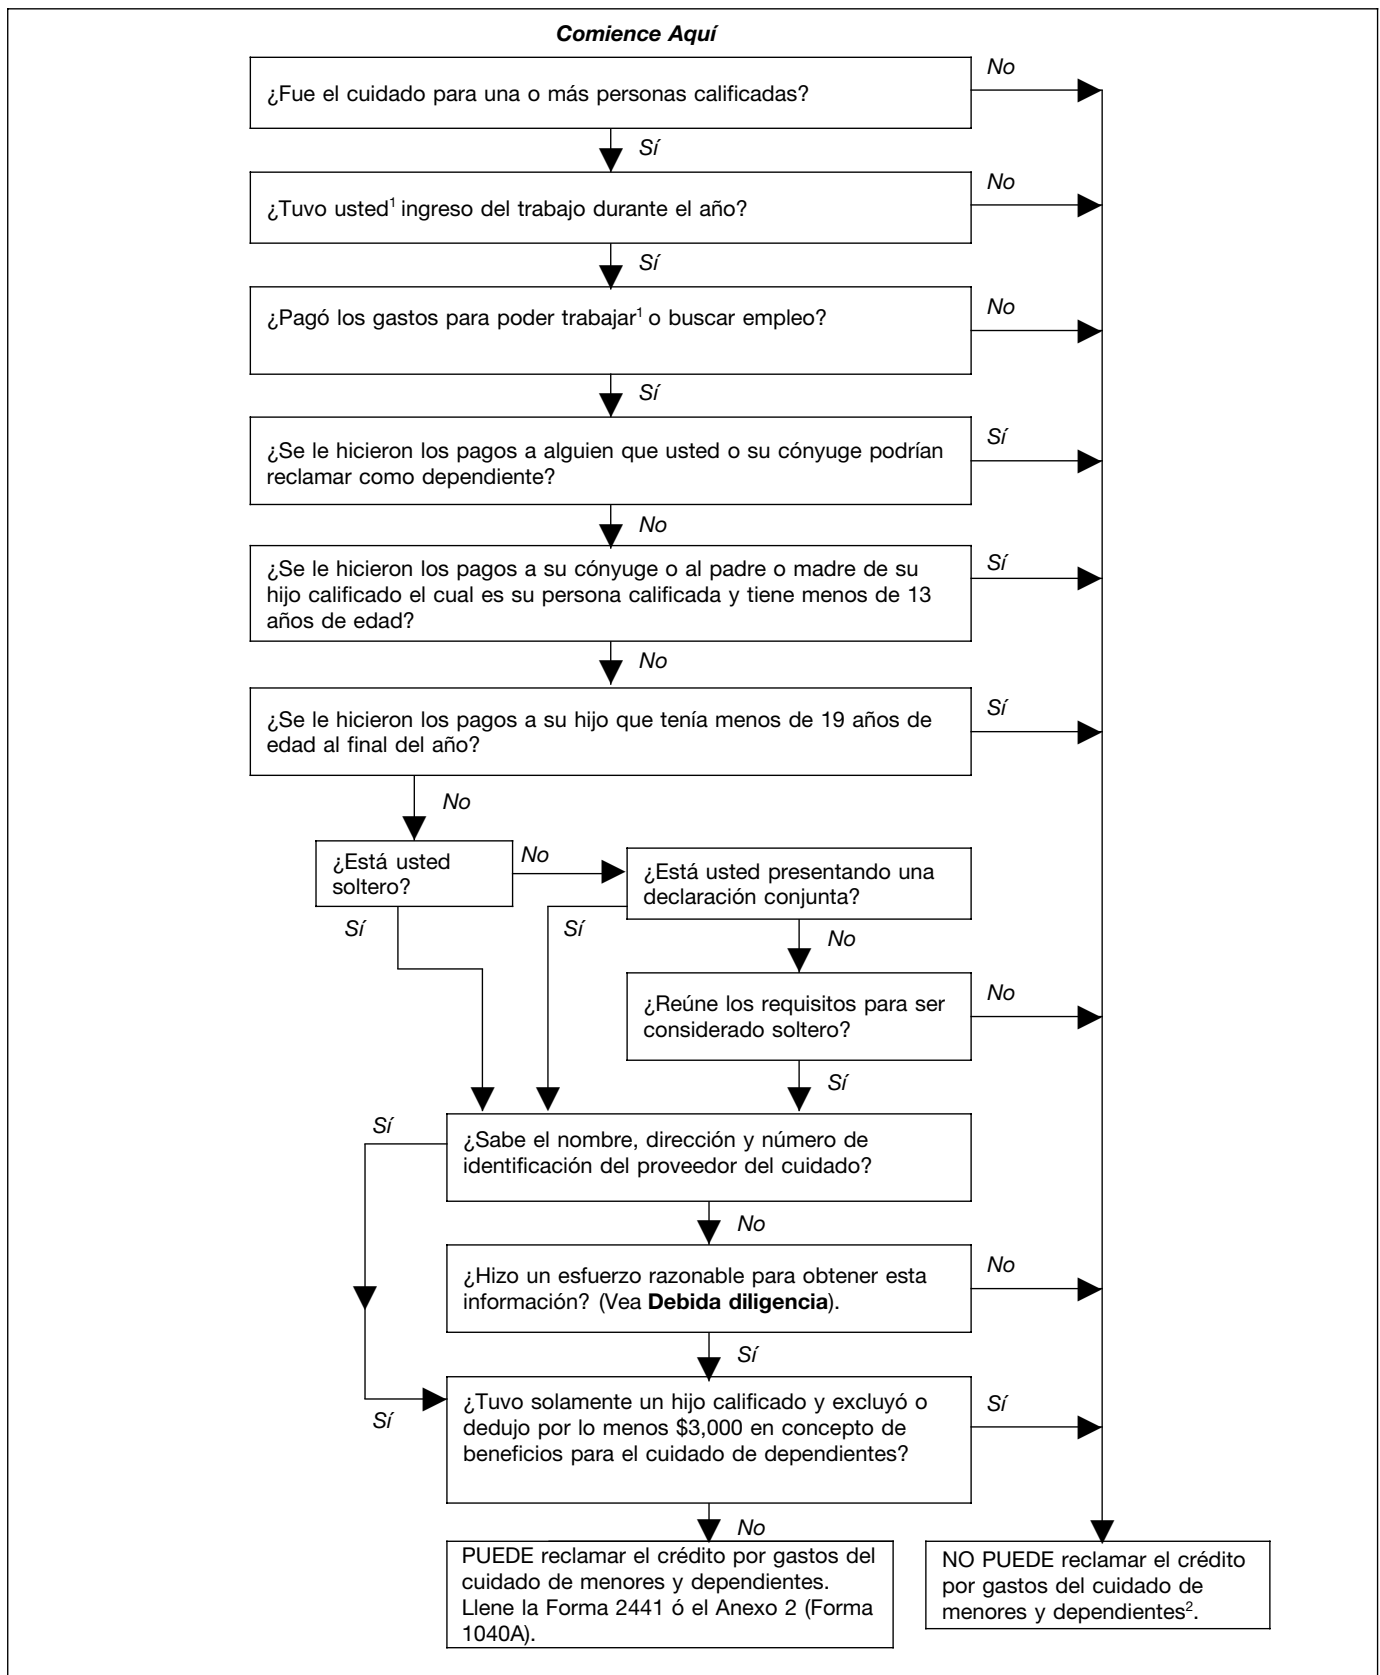 Comience Aquí
¿Fue el cuidado para una o más personas calificadas?
No
Sí
¿Tuvo usted¹ ingreso del trabajo durante el año?
No
Sí
¿Pagó los gastos para poder trabajar¹ o buscar empleo?
No
Sí
¿Se le hicieron los pagos a alguien que usted o su cónyuge podrían
reclamar como dependiente?
Sí
No
¿Se le hicieron los pagos a su cónyuge o al padre o madre de su
hijo calificado el cual es su persona calificada y tiene menos de 13
años de edad?
Sí
No
¿Se le hicieron los pagos a su hijo que tenía menos de 19 años de
edad al final del año?
Sí
No
¿Está usted
soltero?
No
Sí
¿Está usted presentando una
declaración conjunta?
Sí
No
¿Reúne los requisitos para ser
considerado soltero?
No
Sí
¿Sabe el nombre, dirección y número de
identificación del proveedor del cuidado?
Sí
No
¿Hizo un esfuerzo razonable para obtener esta
información? (Vea Debida diligencia).
No
Sí
Sí
¿Tuvo solamente un hijo calificado y excluyó o
dedujo por lo menos $3,000 en concepto de
beneficios para el cuidado de dependientes?
Sí
No
PUEDE reclamar el crédito por gastos del
cuidado de menores y dependientes.
Llene la Forma 2441 ó el Anexo 2 (Forma
1040A).
NO PUEDE reclamar el crédito
por gastos del cuidado de
menores y dependientes².